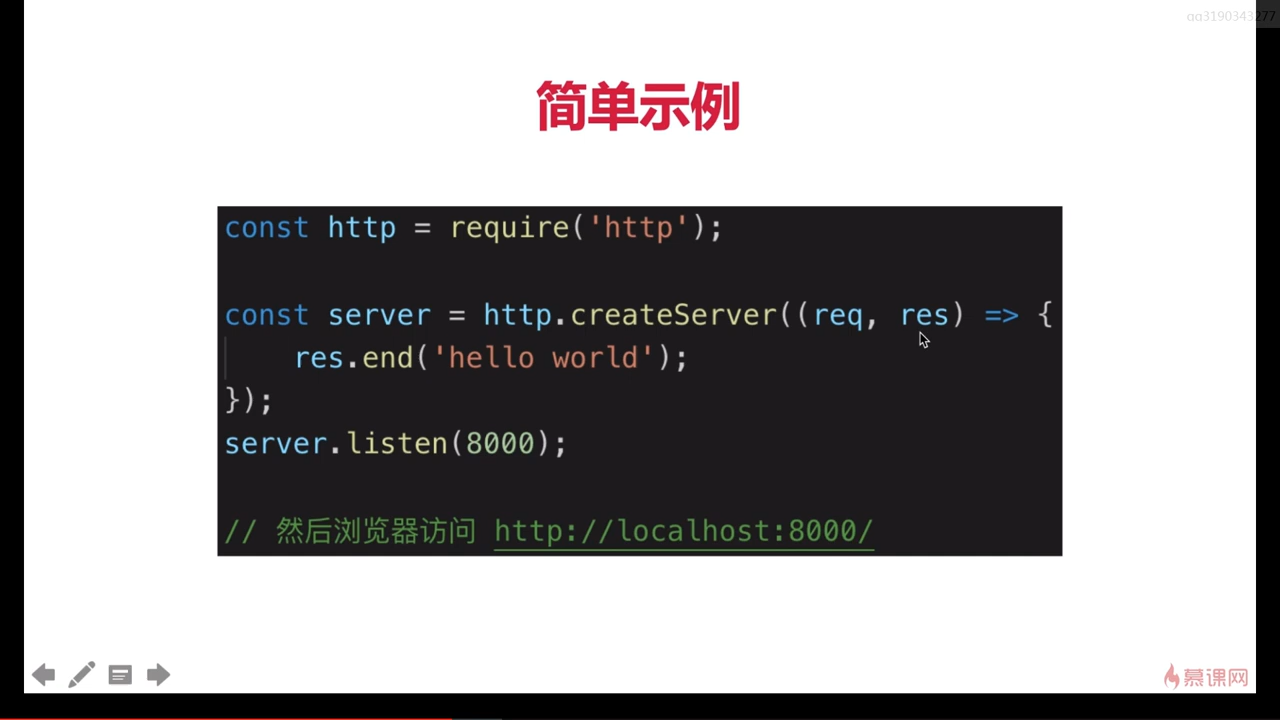 qq3190343277
简单示例
const http = require('http');
const server = http.createServer((req, res) => {
    res.end('hello world');
});
server.listen(8000);
// 然后浏览器访问 http://localhost:8000/
慕课网